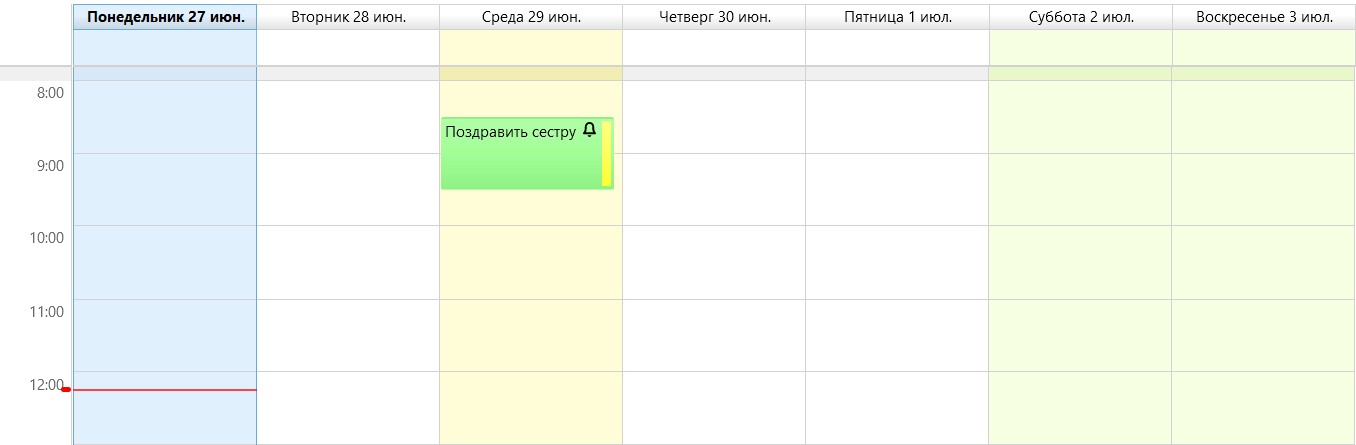 Понедельник 27 июн. Вторник 28 июн. Среда 29 июн. Четверг 30 июн. Пятница 1 июл. Суббота 2 июл. Воскресенье 3 июл.
8:00
Поздравить сестру
9:00
10:00
11:00
12:00